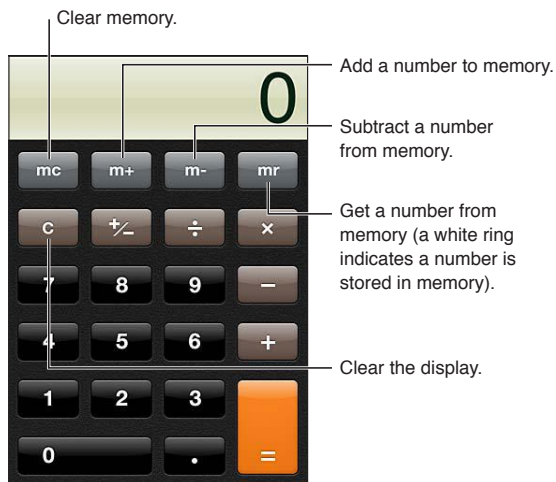 Clear memory.
Add a number to memory.
0
Subtract a number
from memory.
mc m+ m- mr
Get a number from
memory (a white ring
indicates a number is
stored in memory).
C +/− ÷ ×
7 8 9 −
4 5 6 +
Clear the display.
1 2 3
0 . =